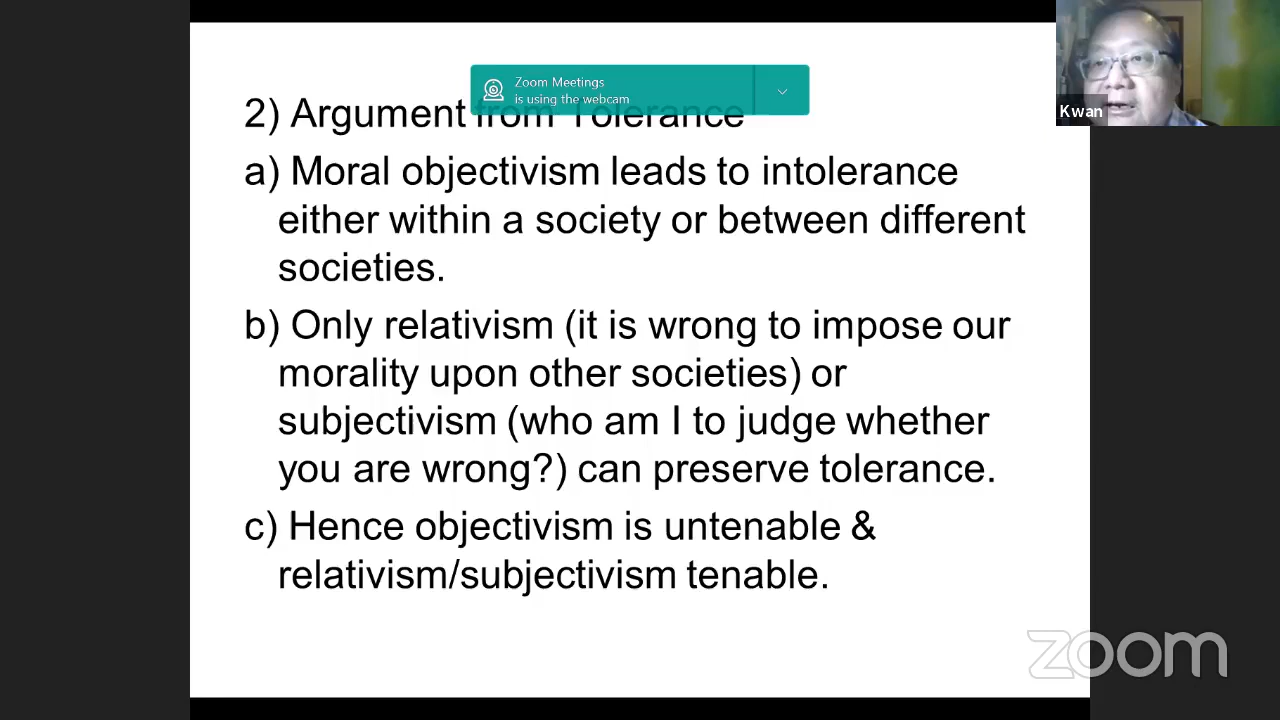 Zoom Meetings
is using the webcam
Kwan
2) Argument from Tolerance
a) Moral objectivism leads to intolerance
either within a society or between different
societies.
b) Only relativism (it is wrong to impose our
morality upon other societies) or
subjectivism (who am I to judge whether
you are wrong?) can preserve tolerance.
c) Hence objectivism is untenable &
relativism/subjectivism tenable.
zoom